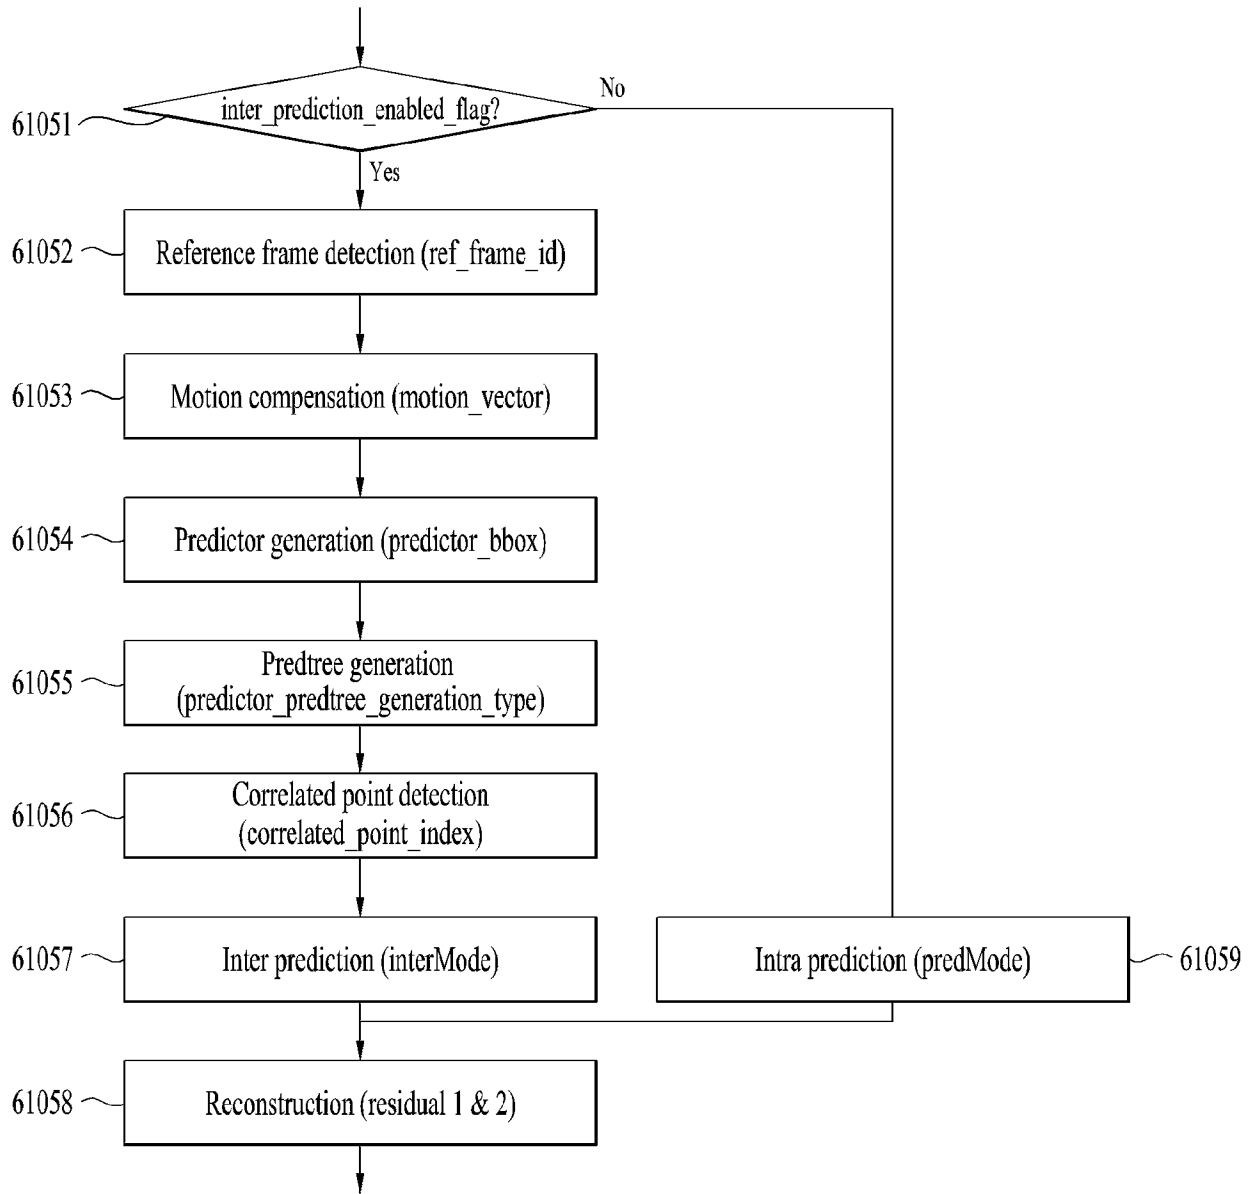 inter_prediction_enabled_flag?
No
61051
Yes
61052
Reference frame detection (ref_frame_id)
61053
Motion compensation (motion_vector)
61054
Predictor generation (predictor_bbox)
61055
Predtree generation
(predictor_predtree_generation_type)
61056
Correlated point detection
(correlated_point_index)
61057
Inter prediction (interMode)
Intra prediction (predMode)
61059
61058
Reconstruction (residual 1 & 2)